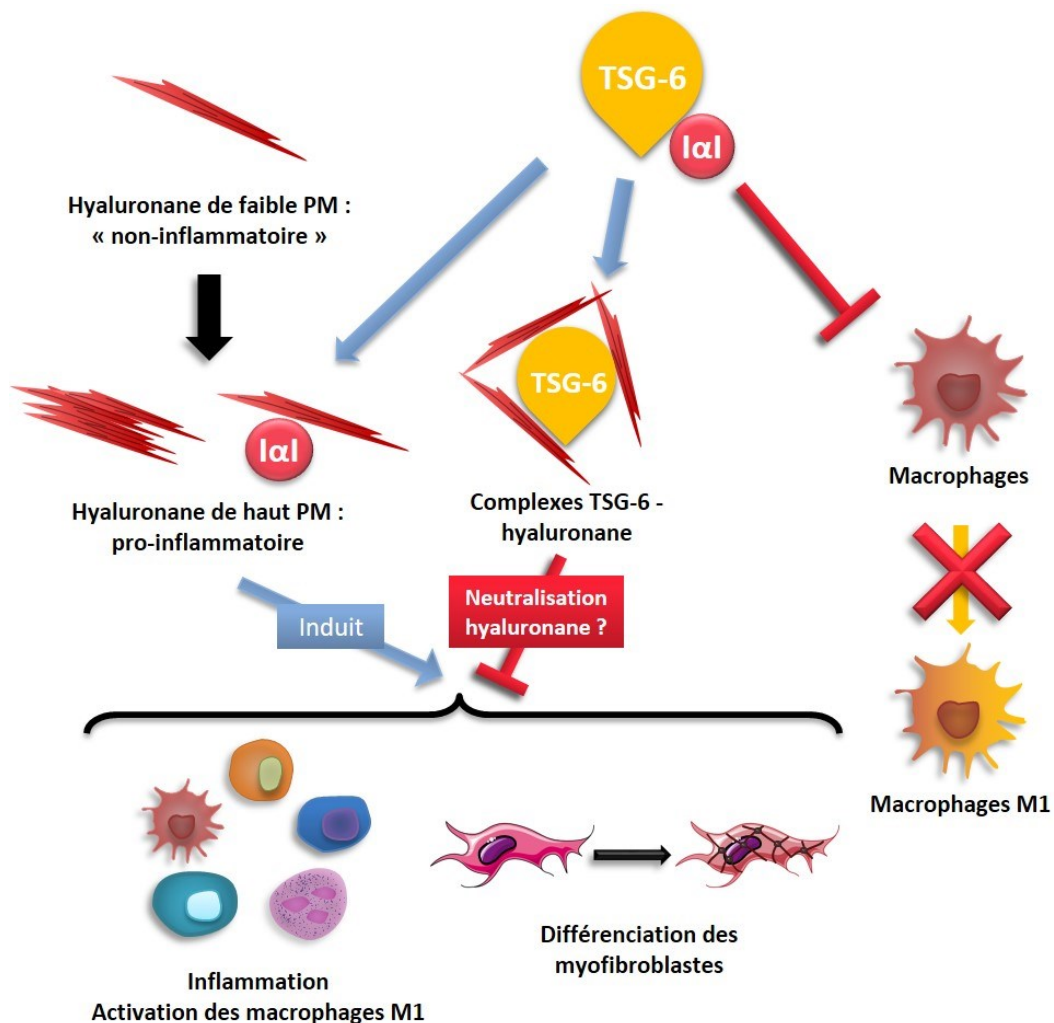 TSG-6
IαI
Hyaluronane de faible PM :
« non-inflammatoire »
TSG-6
IαI
Hyaluronane de haut PM :
pro-inflammatoire
Complexes TSG-6 -
hyaluronane
Macrophages
Induit
Neutralisation
hyaluronane ?
Macrophages M1
Inflammation
Activation des macrophages M1
Différenciation des
myofibroblastes